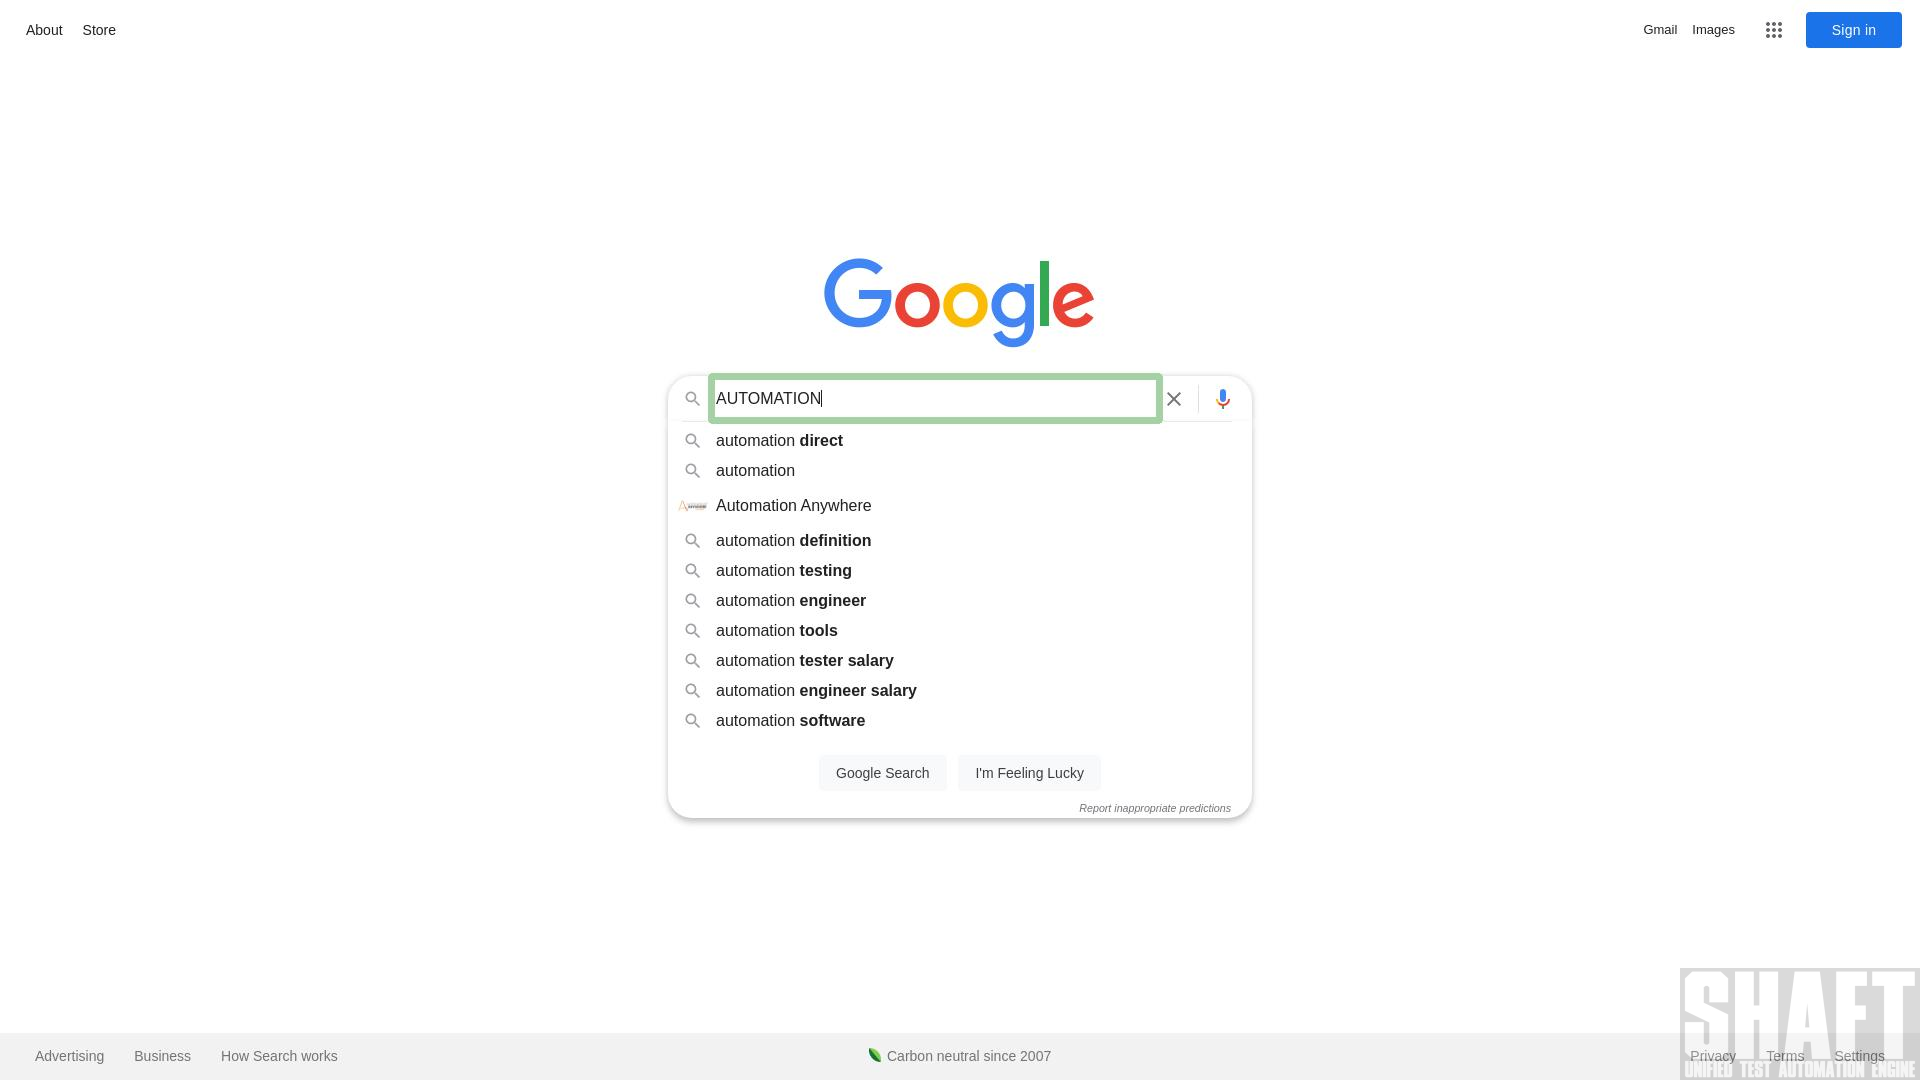 About Store
Gmail Images Sign in
Google
AUTOMATION
automation direct
automation
Automation Anywhere
automation definition
automation testing
automation engineer
automation tools
automation tester salary
automation engineer salary
automation software
Google Search I'm Feeling Lucky
Report inappropriate predictions
SHAFT
Advertising Business How Search works Carbon neutral since 2007 Privacy Terms Settings
UNIFIED TEST AUTOMATION ENGINE